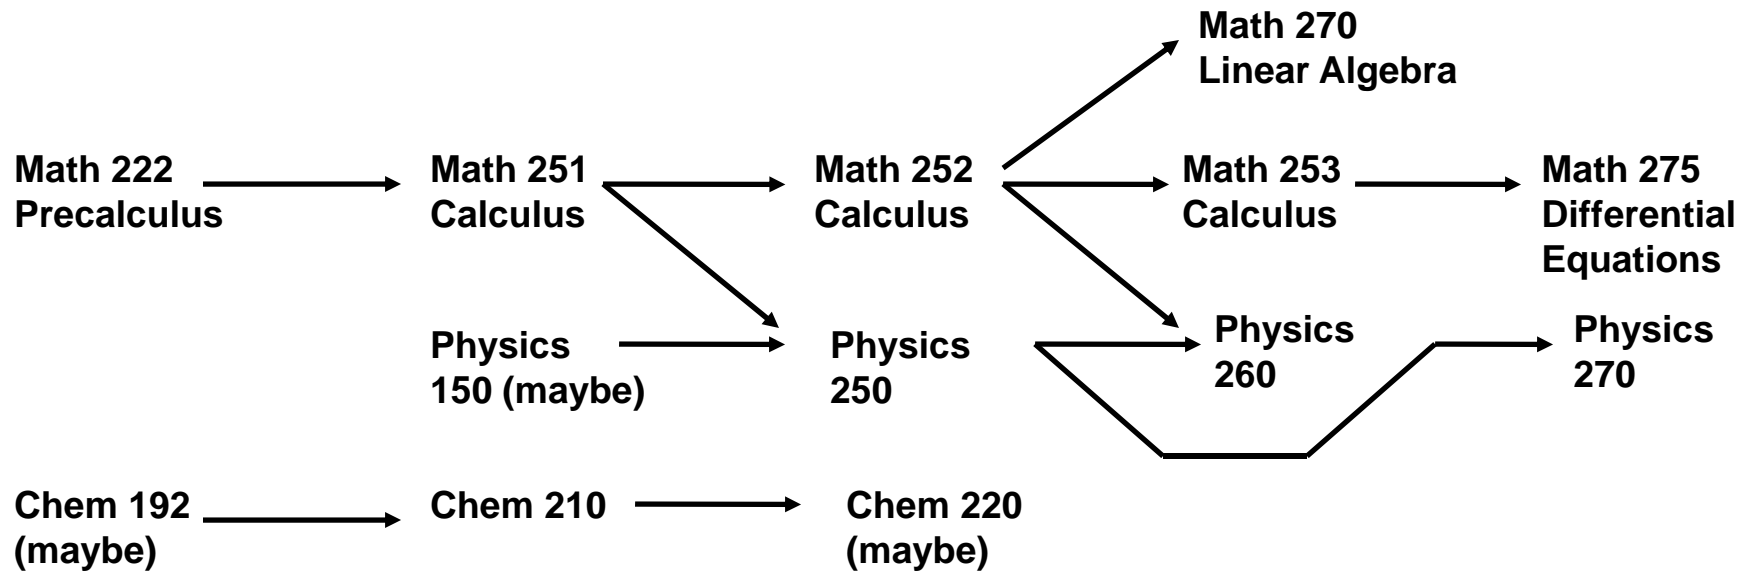 Math 270
Linear Algebra
Math 222
Precalculus
Math 251
Calculus
Math 252
Calculus
Math 253
Calculus
Math 275
Differential
Equations
Physics
150 (maybe)
Physics
250
Physics
260
Physics
270
Chem 192
(maybe)
Chem 210
Chem 220
(maybe)